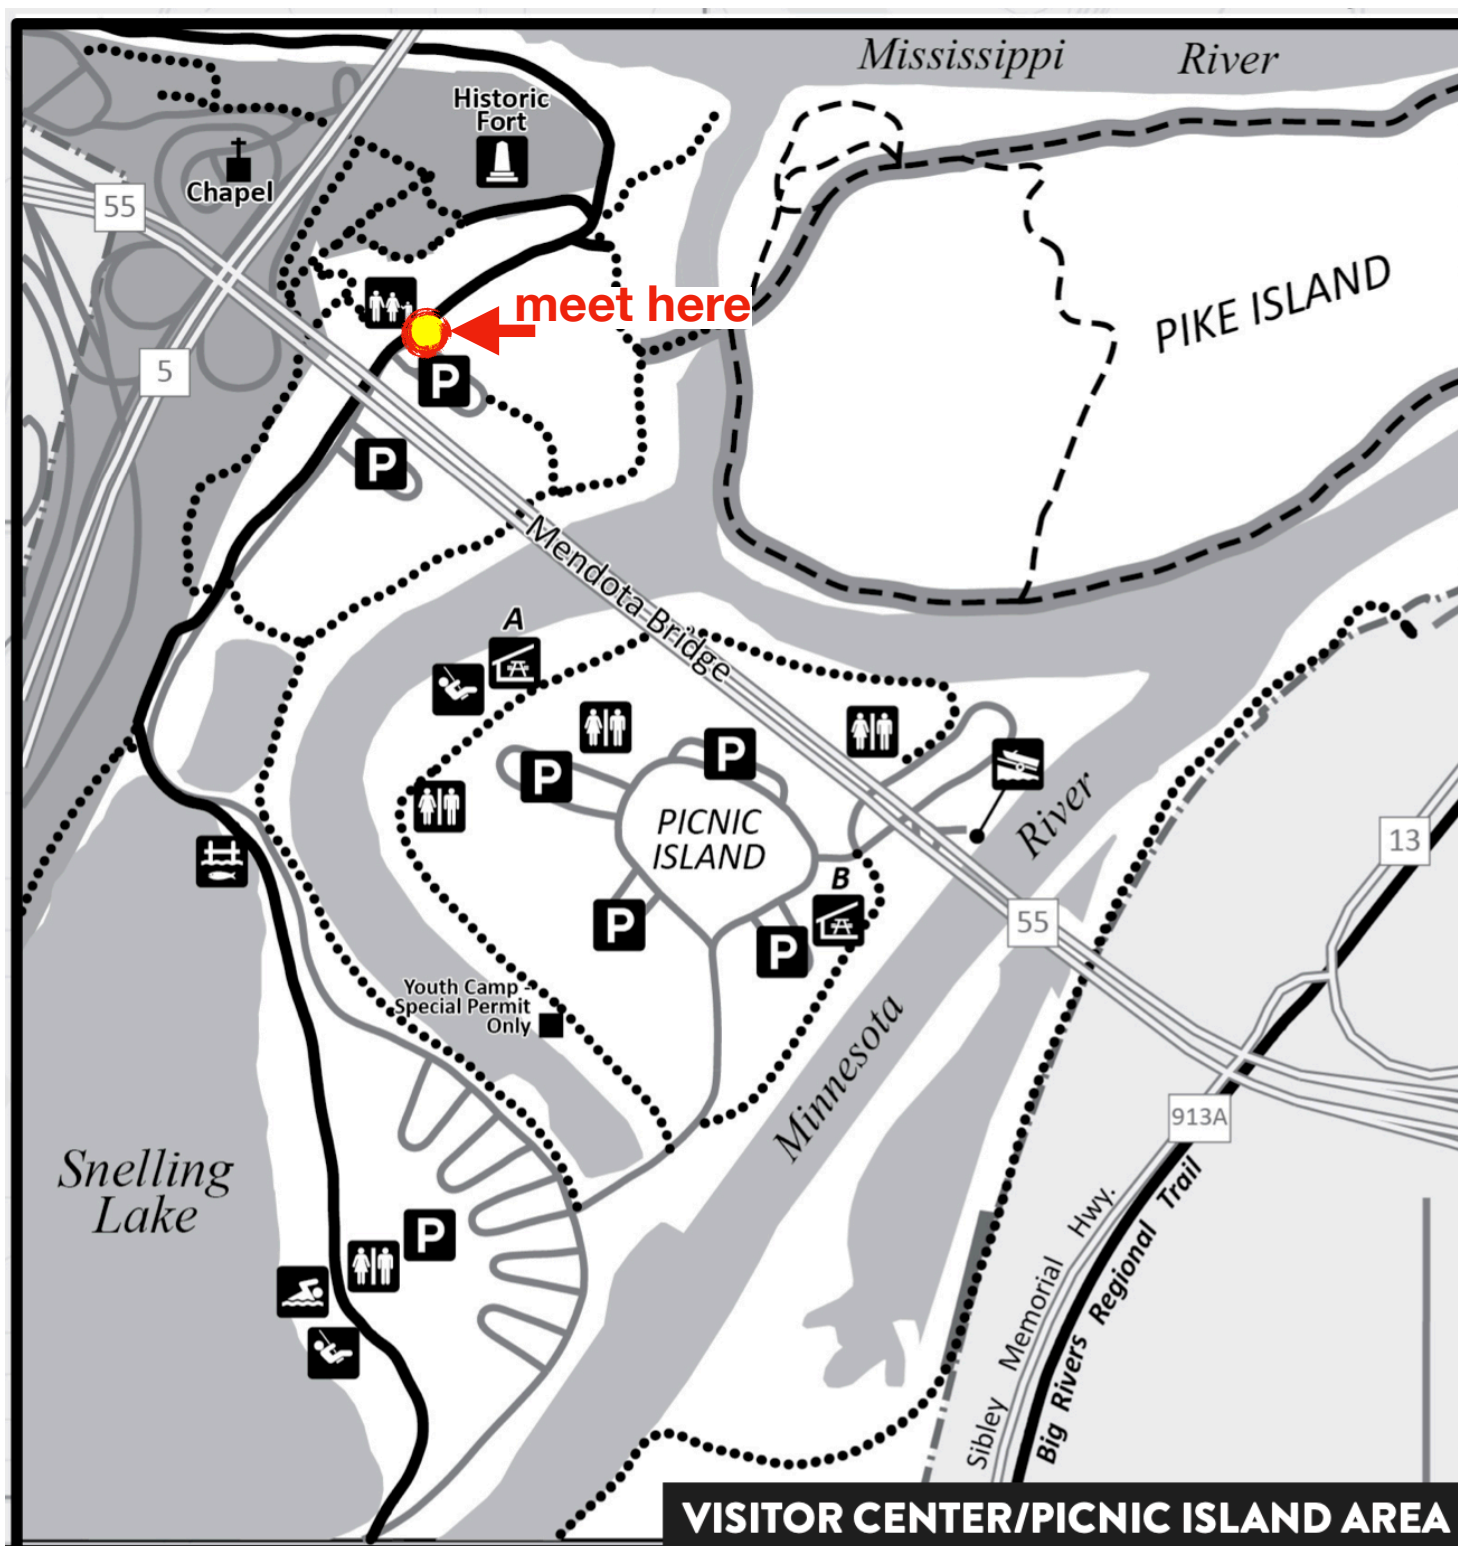 Mississippi River
Historic
Fort
Chapel
55
PIKE ISLAND
meet here
5
P
P
Mendota Bridge
A
P
P
PICNIC
ISLAND
River
13
B
P
P
55
Youth Camp -
Special Permit
Only
Minnesota
913A
Snelling
Lake
P
Sibley Memorial Hwy.
Big Rivers Regional Trail
VISITOR CENTER/PICNIC ISLAND AREA